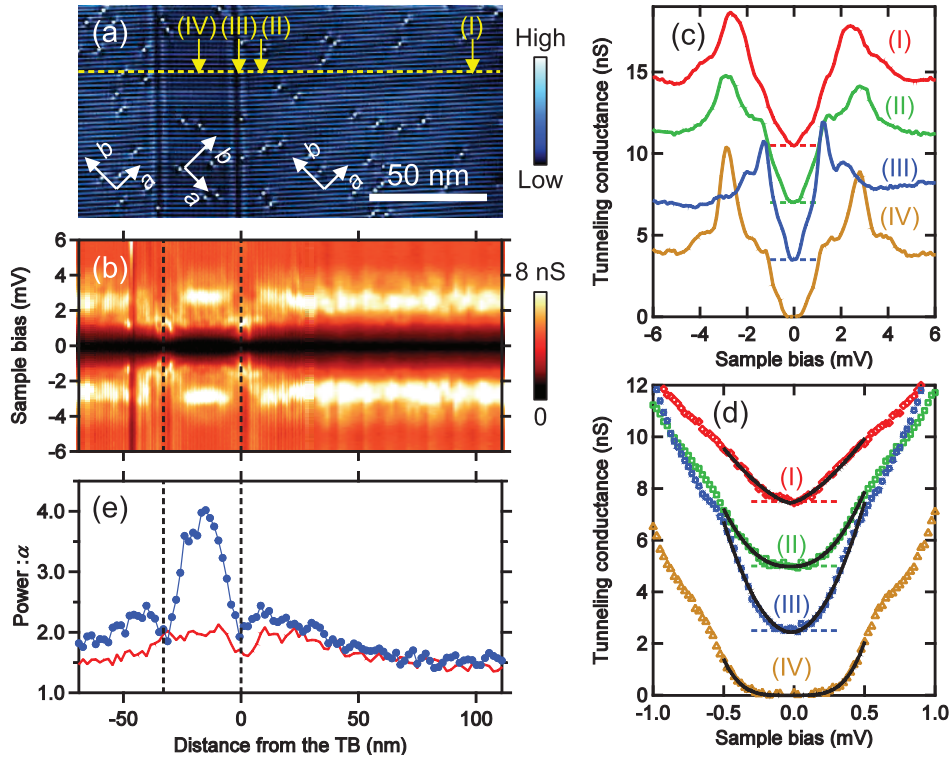 (a)
(IV) (III) (II) (I)
b
a
b
a
b
a
50 nm
High
Low
(b)
6
4
2
0
-2
-4
-6
Sample bias (mV)
8 nS
0
(e)
4.0
3.0
2.0
1.0
Power :α
-50 0 50 100
Distance from the TB (nm)
(c)
(I)
(II)
(III)
(IV)
15
10
5
0
Tunneling conductance (nS)
-6 -4 -2 0 2 4 6
Sample bias (mV)
(d)
(I)
(II)
(III)
(IV)
12
10
8
6
4
2
0
Tunneling conductance (nS)
-1.0 -0.5 0.0 0.5 1.0
Sample bias (mV)